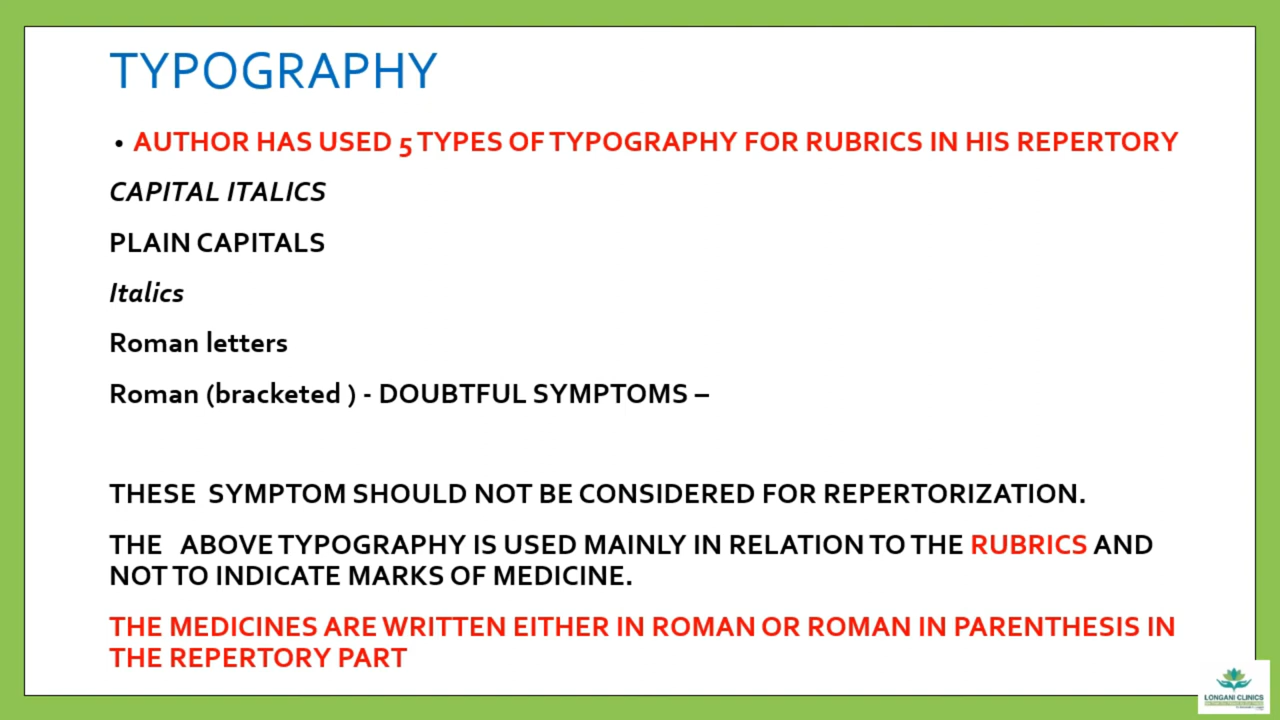 TYPOGRAPHY
• AUTHOR HAS USED 5 TYPES OF TYPOGRAPHY FOR RUBRICS IN HIS REPERTORY
CAPITAL ITALICS
PLAIN CAPITALS
Italics
Roman letters
Roman (bracketed ) - DOUBTFUL SYMPTOMS –
THESE SYMPTOM SHOULD NOT BE CONSIDERED FOR REPERTORIZATION.
THE ABOVE TYPOGRAPHY IS USED MAINLY IN RELATION TO THE RUBRICS AND
NOT TO INDICATE MARKS OF MEDICINE.
THE MEDICINES ARE WRITTEN EITHER IN ROMAN OR ROMAN IN PARENTHESIS IN
THE REPERTORY PART
LONGANI CLINICS